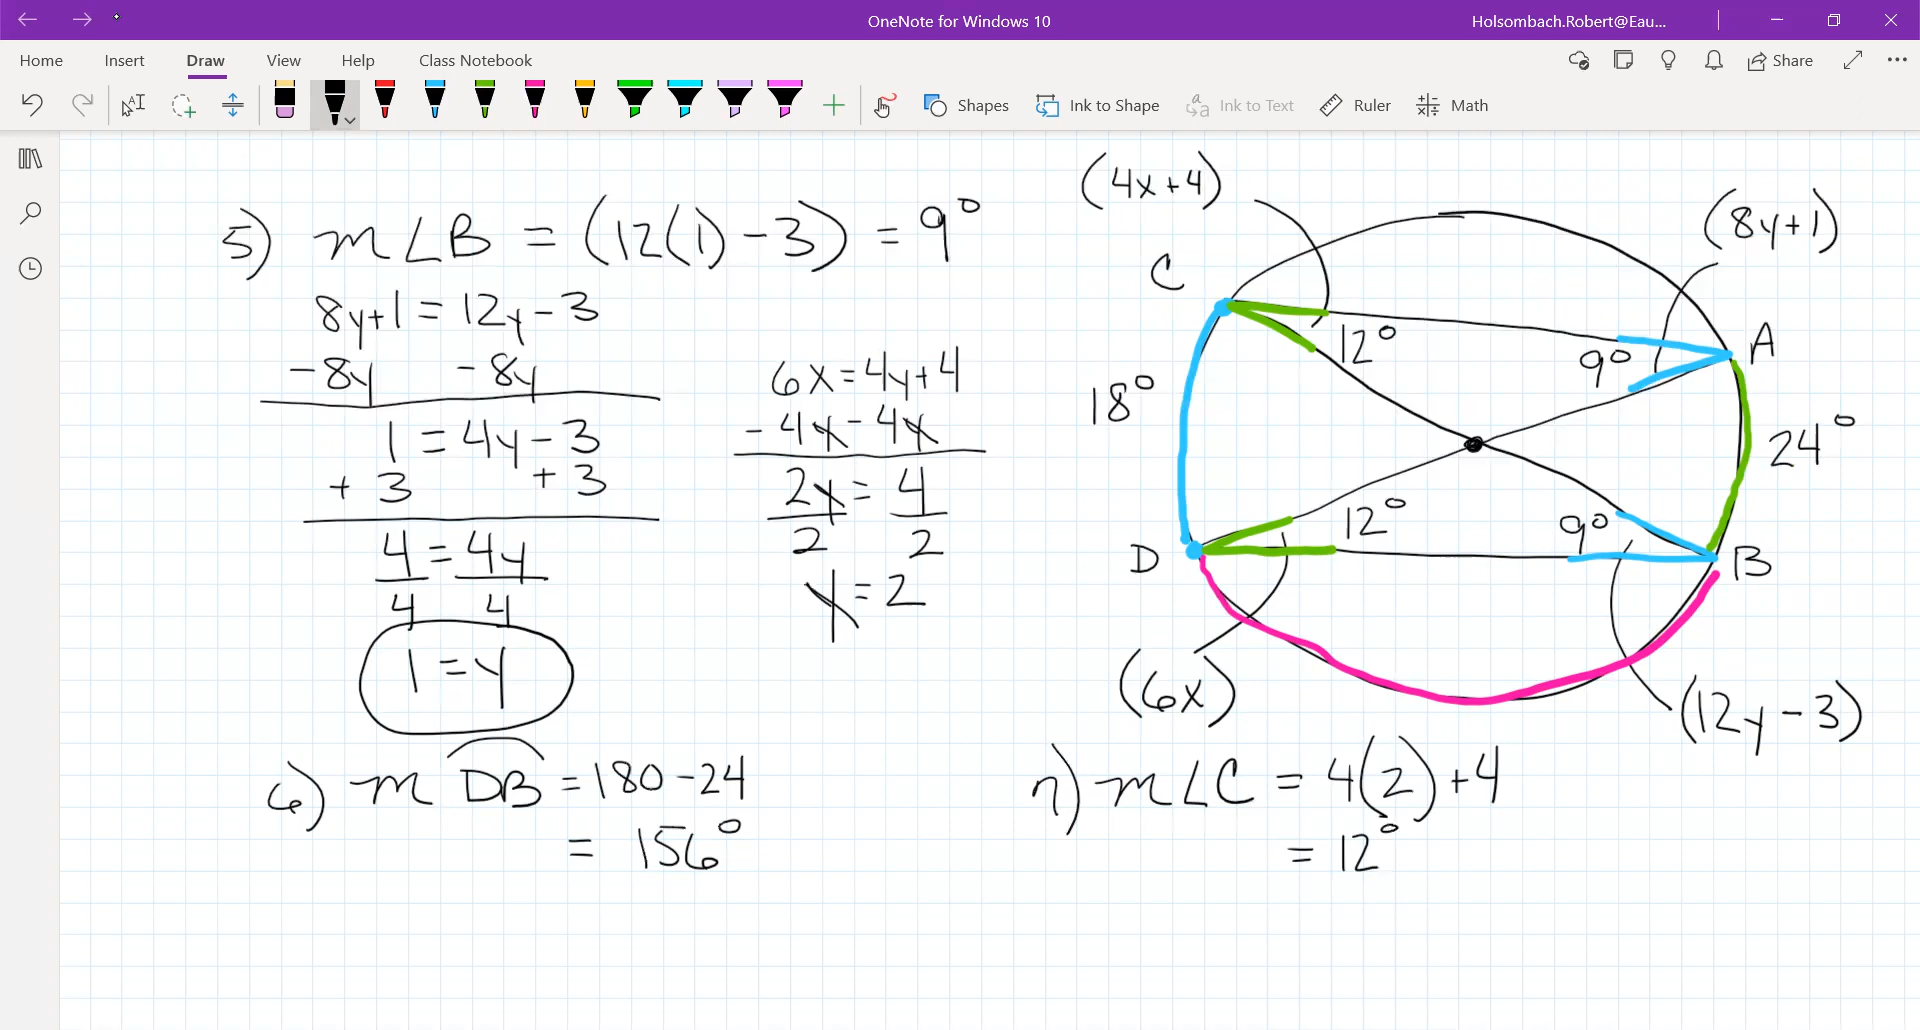 OneNote for Windows 10
Holsombach.Robert@Eau...
Home Insert Draw View Help Class Notebook
Share
Shapes Ink to Shape Ink to Text Ruler Math
5) m∠B = (12(1) - 3) = 9°
8y+1 = 12y - 3
-8y -8y
1 = 4y - 3
+ 3 + 3
4 = 4y
4 4
1 = y
6x = 4y+4
- 4x - 4x
2x = 4
2 2
x = 2
6) m DB = 180 - 24
= 156°
(4x+4)
(8y+1)
C
12°
9°
A
18°
24°
12°
9°
D
B
(6x)
(12y - 3)
7) m∠C = 4(2) + 4
= 12°